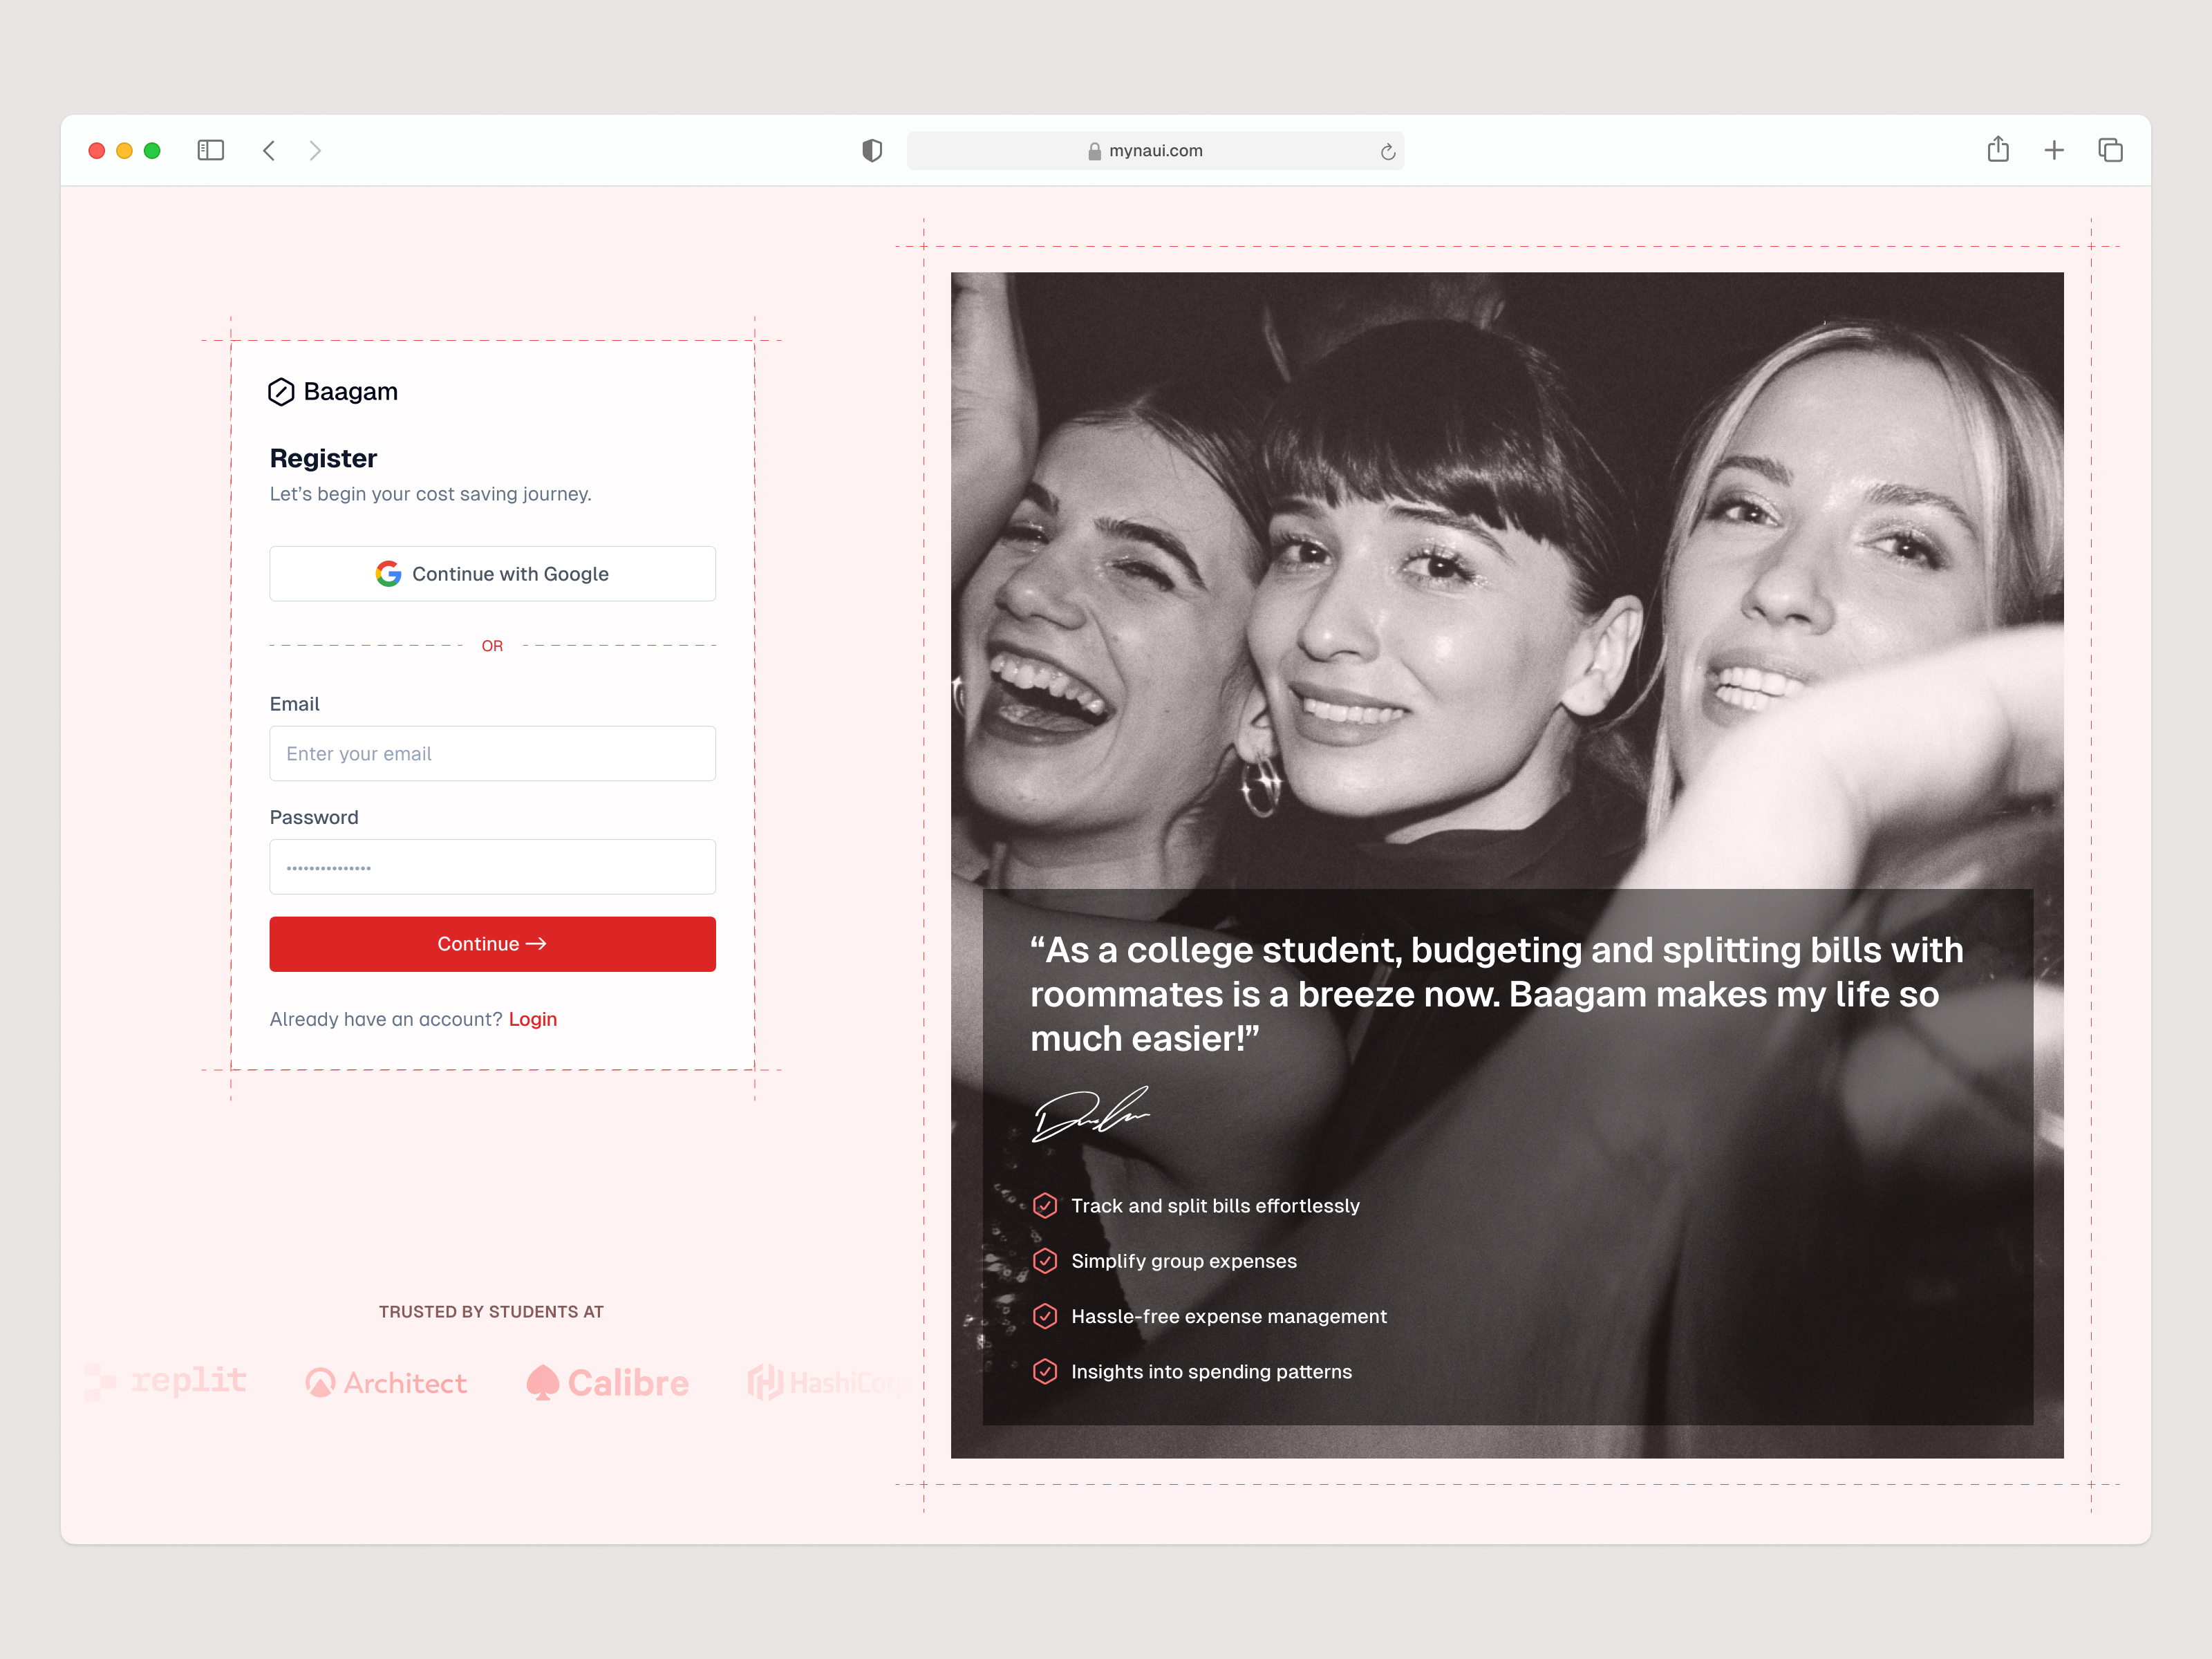 mynaui.com
Baagam
Register
Let’s begin your cost saving journey.
Continue with Google
OR
Email
Enter your email
Password
Continue
Already have an account? Login
TRUSTED BY STUDENTS AT
replit
Architect
Calibre
HashiCorp
“As a college student, budgeting and splitting bills with
roommates is a breeze now. Baagam makes my life so
much easier!”
Track and split bills effortlessly
Simplify group expenses
Hassle-free expense management
Insights into spending patterns